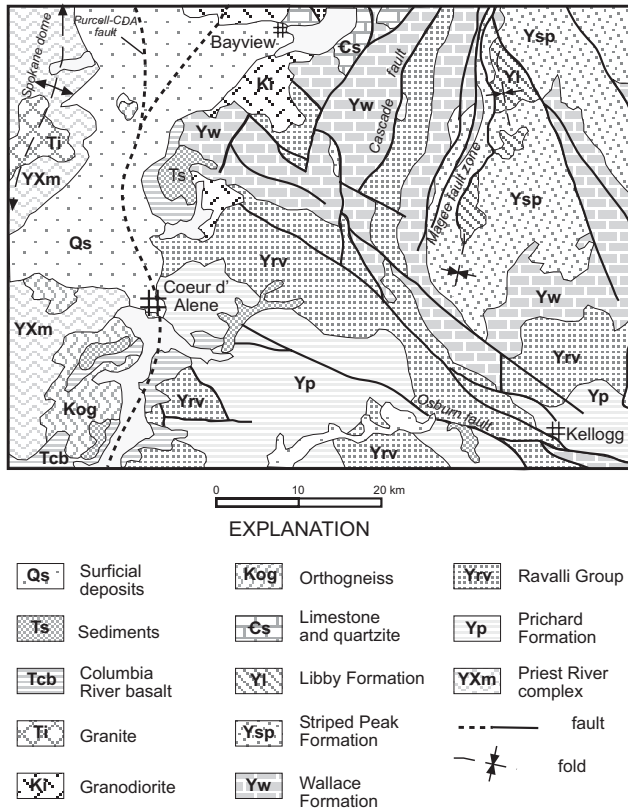 Purcell-CDA
fault
Spokane dome
Bayview
Cs
Ysp
Yl
Ki
Yw
Cascade fault
Yw
Ti
YXm
Ts
Magee fault zone
Ysp
Qs
Yrv
Coeur d'
Alene
Yw
YXm
Yrv
Yp
Yp
Kog
Yrv
Osburn fault
Kellogg
Tcb
Yrv
0 10 20 km
EXPLANATION
Qs Surficial
deposits
Ts Sediments
Tcb Columbia
River basalt
Ti Granite
Ki Granodiorite
Kog Orthogneiss
Cs Limestone
and quartzite
Yl Libby Formation
Ysp Striped Peak
Formation
Yw Wallace
Formation
Yrv Ravalli Group
Yp Prichard
Formation
YXm Priest River
complex
fault
fold